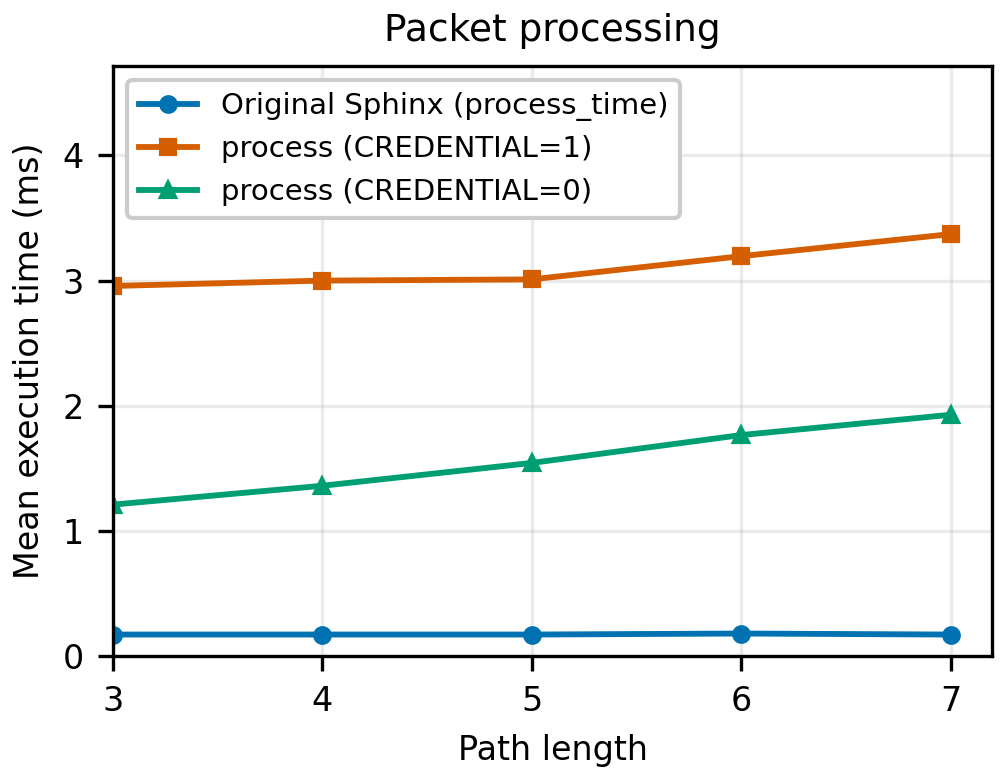 Packet processing
Original Sphinx (process_time)
process (CREDENTIAL=1)
process (CREDENTIAL=0)
Mean execution time (ms)
4
3
2
1
0
3 4 5 6 7
Path length